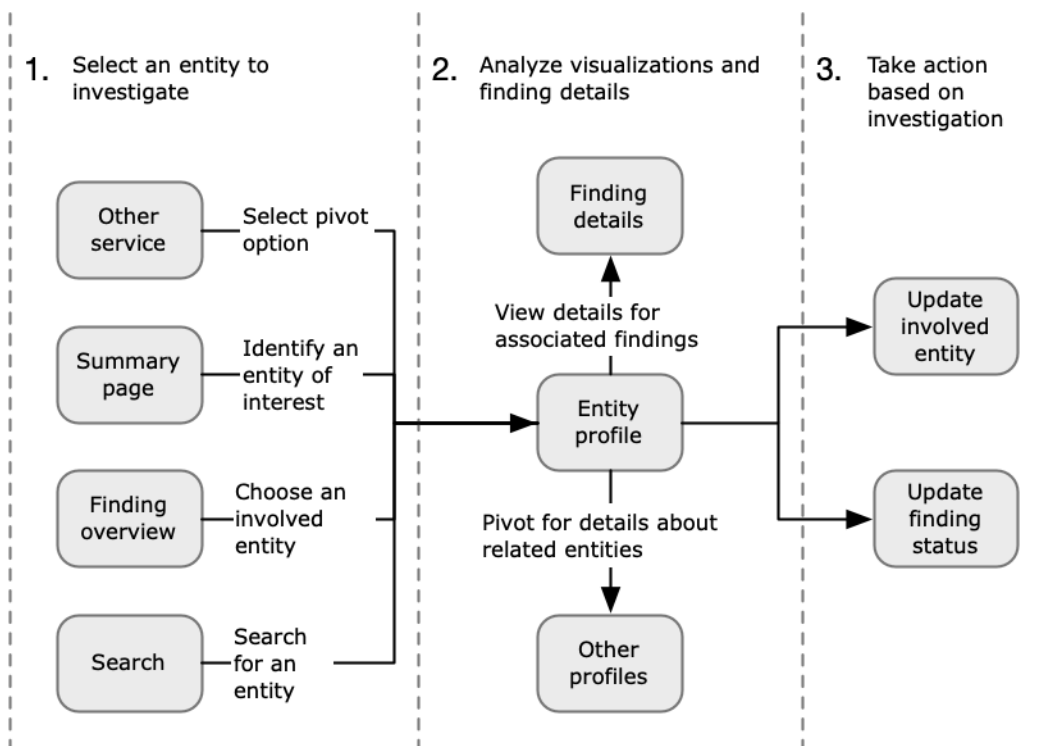 1. Select an entity to
investigate
2. Analyze visualizations and
finding details
3. Take action
based on
investigation
Other
service
Select pivot
option
Summary
page
Identify an
entity of
interest
Finding
overview
Choose an
involved
entity
Search
Search
for an
entity
Finding
details
View details for
associated findings
Entity
profile
Pivot for details about
related entities
Other
profiles
Update
involved
entity
Update
finding
status